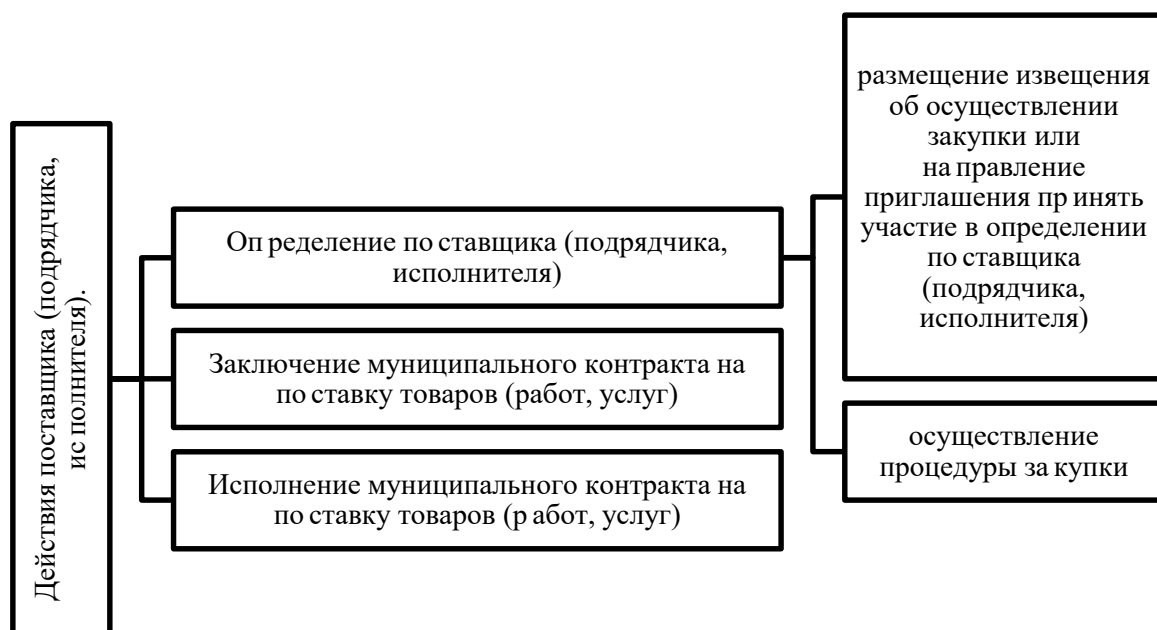 Действия поставщика (подрядчика,
ис полнителя).
Оп ределение по ставщика (подрядчика,
исполнителя)
Заключение муниципального контракта на
по ставку товаров (работ, услуг)
Исполнение муниципального контракта на
по ставку товаров (р абот, услуг)
размещение извещения
об осуществлении
закупки или
на правление
приглашения пр инять
участие в определении
по ставщика
(подрядчика,
исполнителя)
осуществление
процедуры за купки